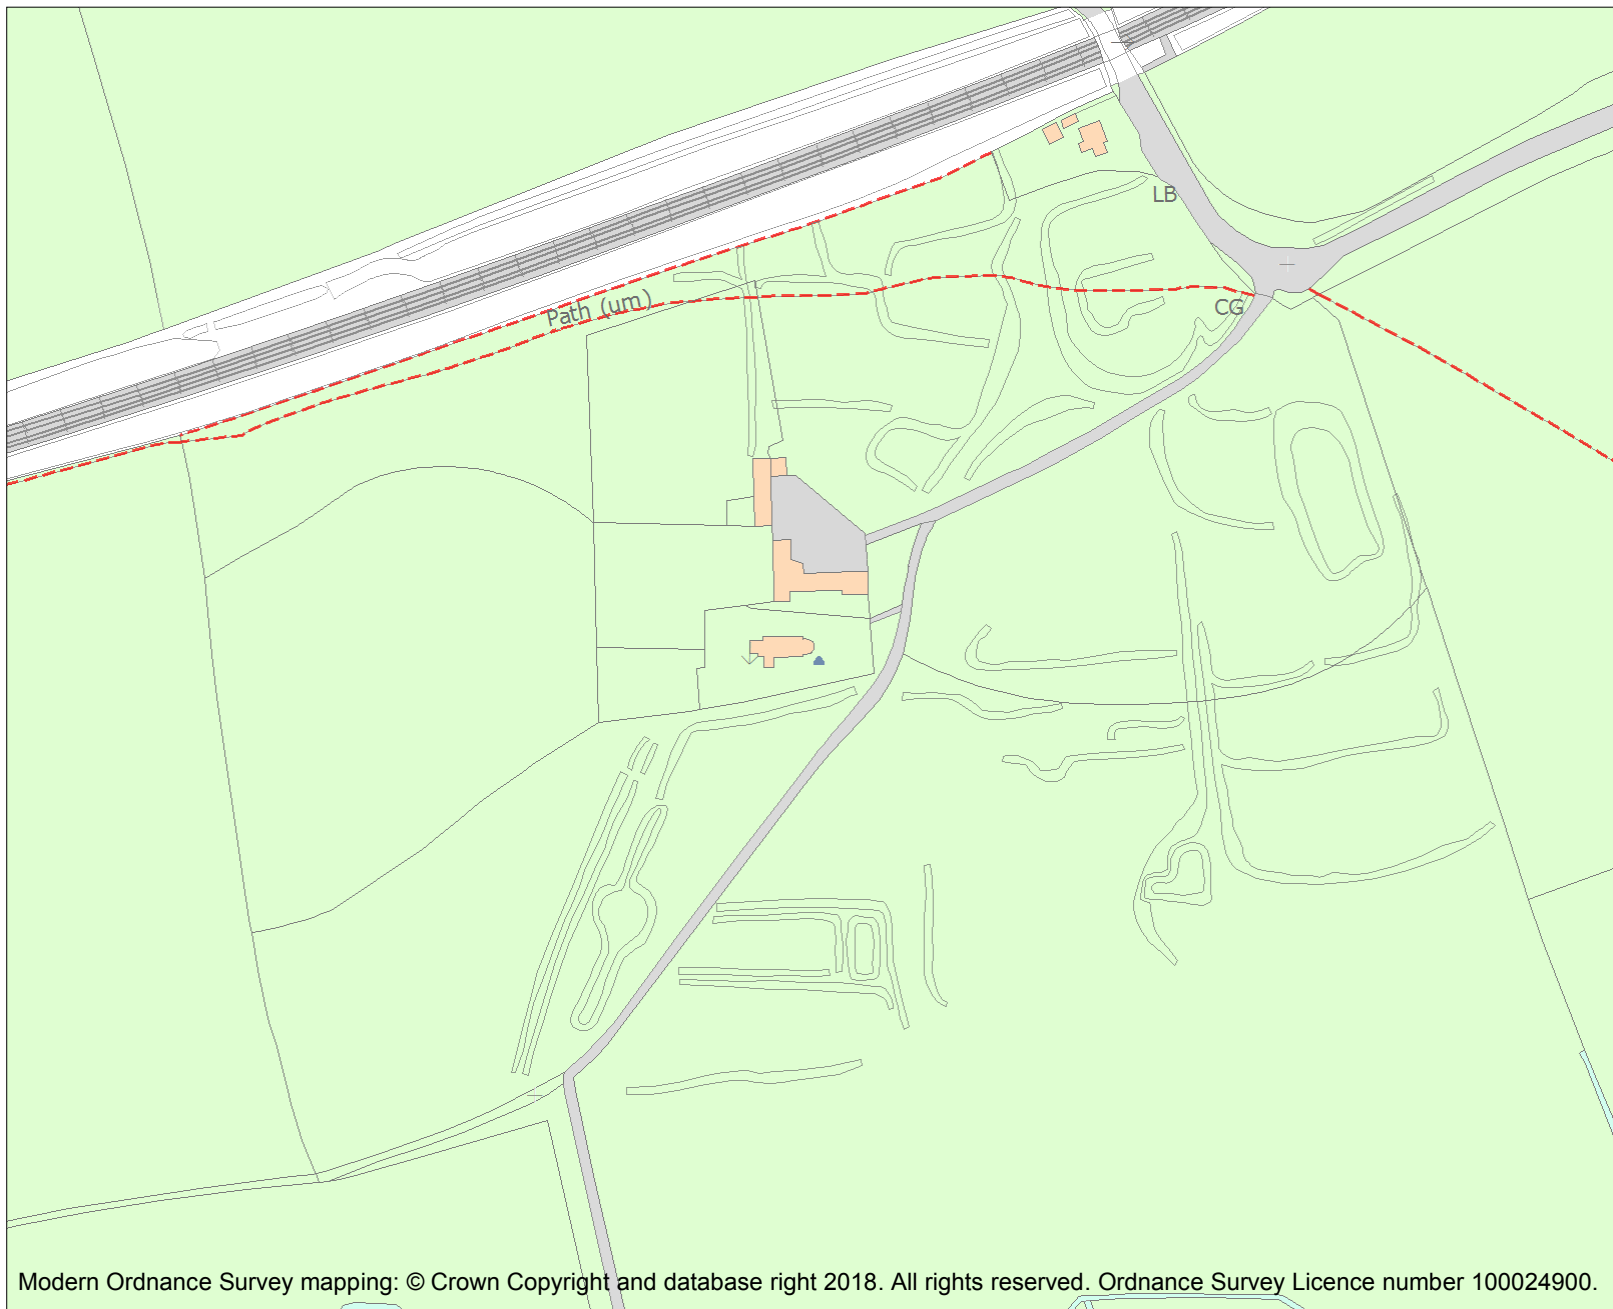 LB
Path (um)
CG
Modern Ordnance Survey mapping: © Crown Copyright and database right 2018. All rights reserved. Ordnance Survey Licence number 100024900.